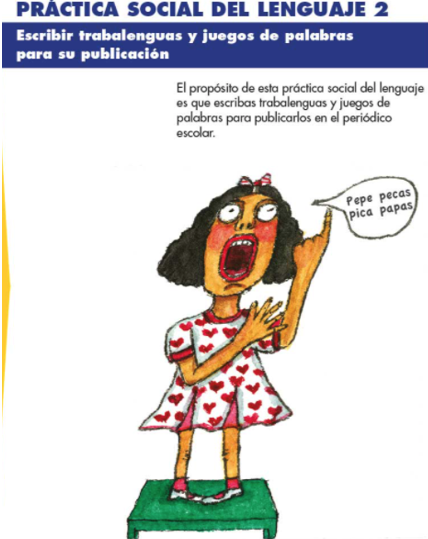 PRÁCTICA SOCIAL DEL LENGUAJE 2
Escribir trabalenguas y juegos de palabras
para su publicación
El propósito de esta práctica social del lenguaje
es que escribas trabalenguas y juegos de
palabras para publicarlos en el periódico
escolar.
Pepe pecas
pica papas